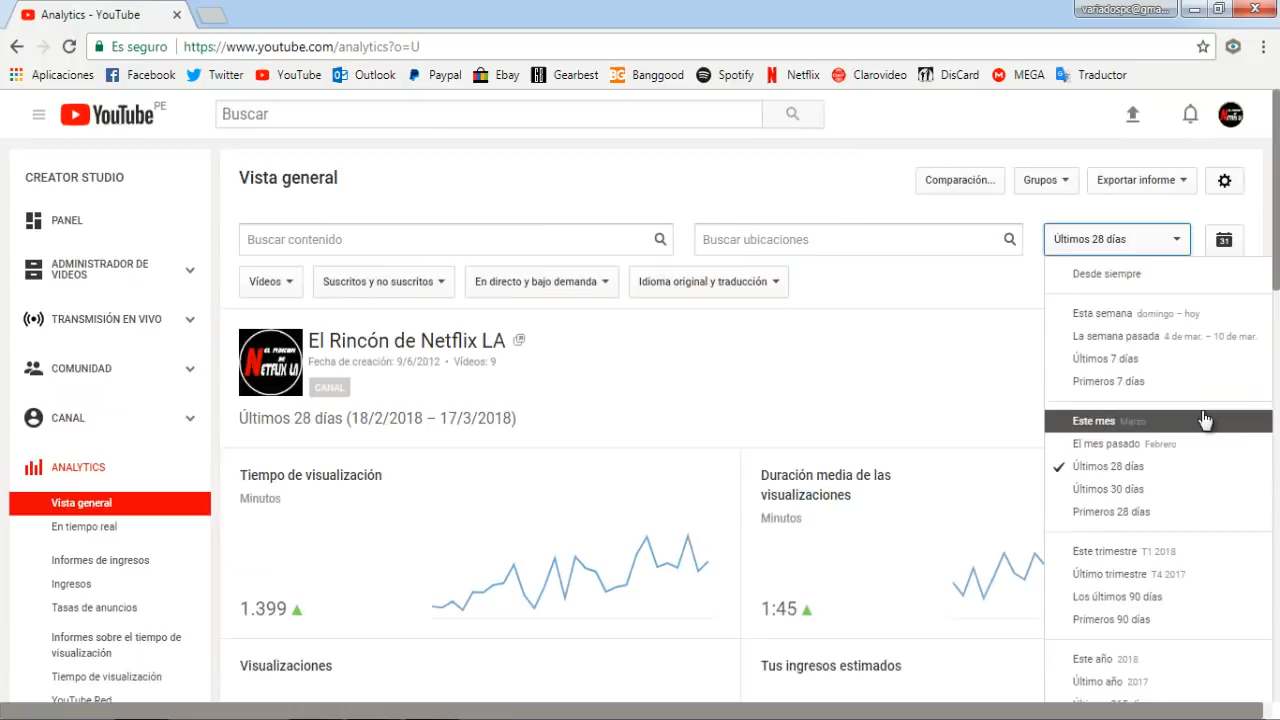 Analytics - YouTube
variadospc@gma...
Es seguro
https://www.youtube.com/analytics?o=U
Aplicaciones
Facebook
Twitter
YouTube
Outlook
Paypal
Ebay
Gearbest
Banggood
Spotify
Netflix
Clarovideo
DisCard
MEGA
Traductor
YouTube PE
Buscar
CREATOR STUDIO
PANEL
ADMINISTRADOR DE
VIDEOS
TRANSMISIÓN EN VIVO
COMUNIDAD
CANAL
ANALYTICS
Vista general
En tiempo real
Informes de ingresos
Ingresos
Tasas de anuncios
Informes sobre el tiempo de
visualización
Tiempo de visualización
YouTube Red
Vista general
Comparación...
Grupos
Exportar informe
Buscar contenido
Buscar ubicaciones
Últimos 28 días
31
Vídeos
Suscritos y no suscritos
En directo y bajo demanda
Idioma original y traducción
EL RINCÓN DE
NETFLIX LA
El Rincón de Netflix LA
Fecha de creación: 9/6/2012 • Vídeos: 9
CANAL
Últimos 28 días (18/2/2018 – 17/3/2018)
Tiempo de visualización
Minutos
1.399
Duración media de las
visualizaciones
Minutos
1:45
Visualizaciones
Tus ingresos estimados
Desde siempre
Esta semana domingo – hoy
La semana pasada 4 de mar. – 10 de mar.
Últimos 7 días
Primeros 7 días
Este mes Marzo
El mes pasado Febrero
Últimos 28 días
Últimos 30 días
Primeros 28 días
Este trimestre T1 2018
Último trimestre T4 2017
Los últimos 90 días
Primeros 90 días
Este año 2018
Último año 2017